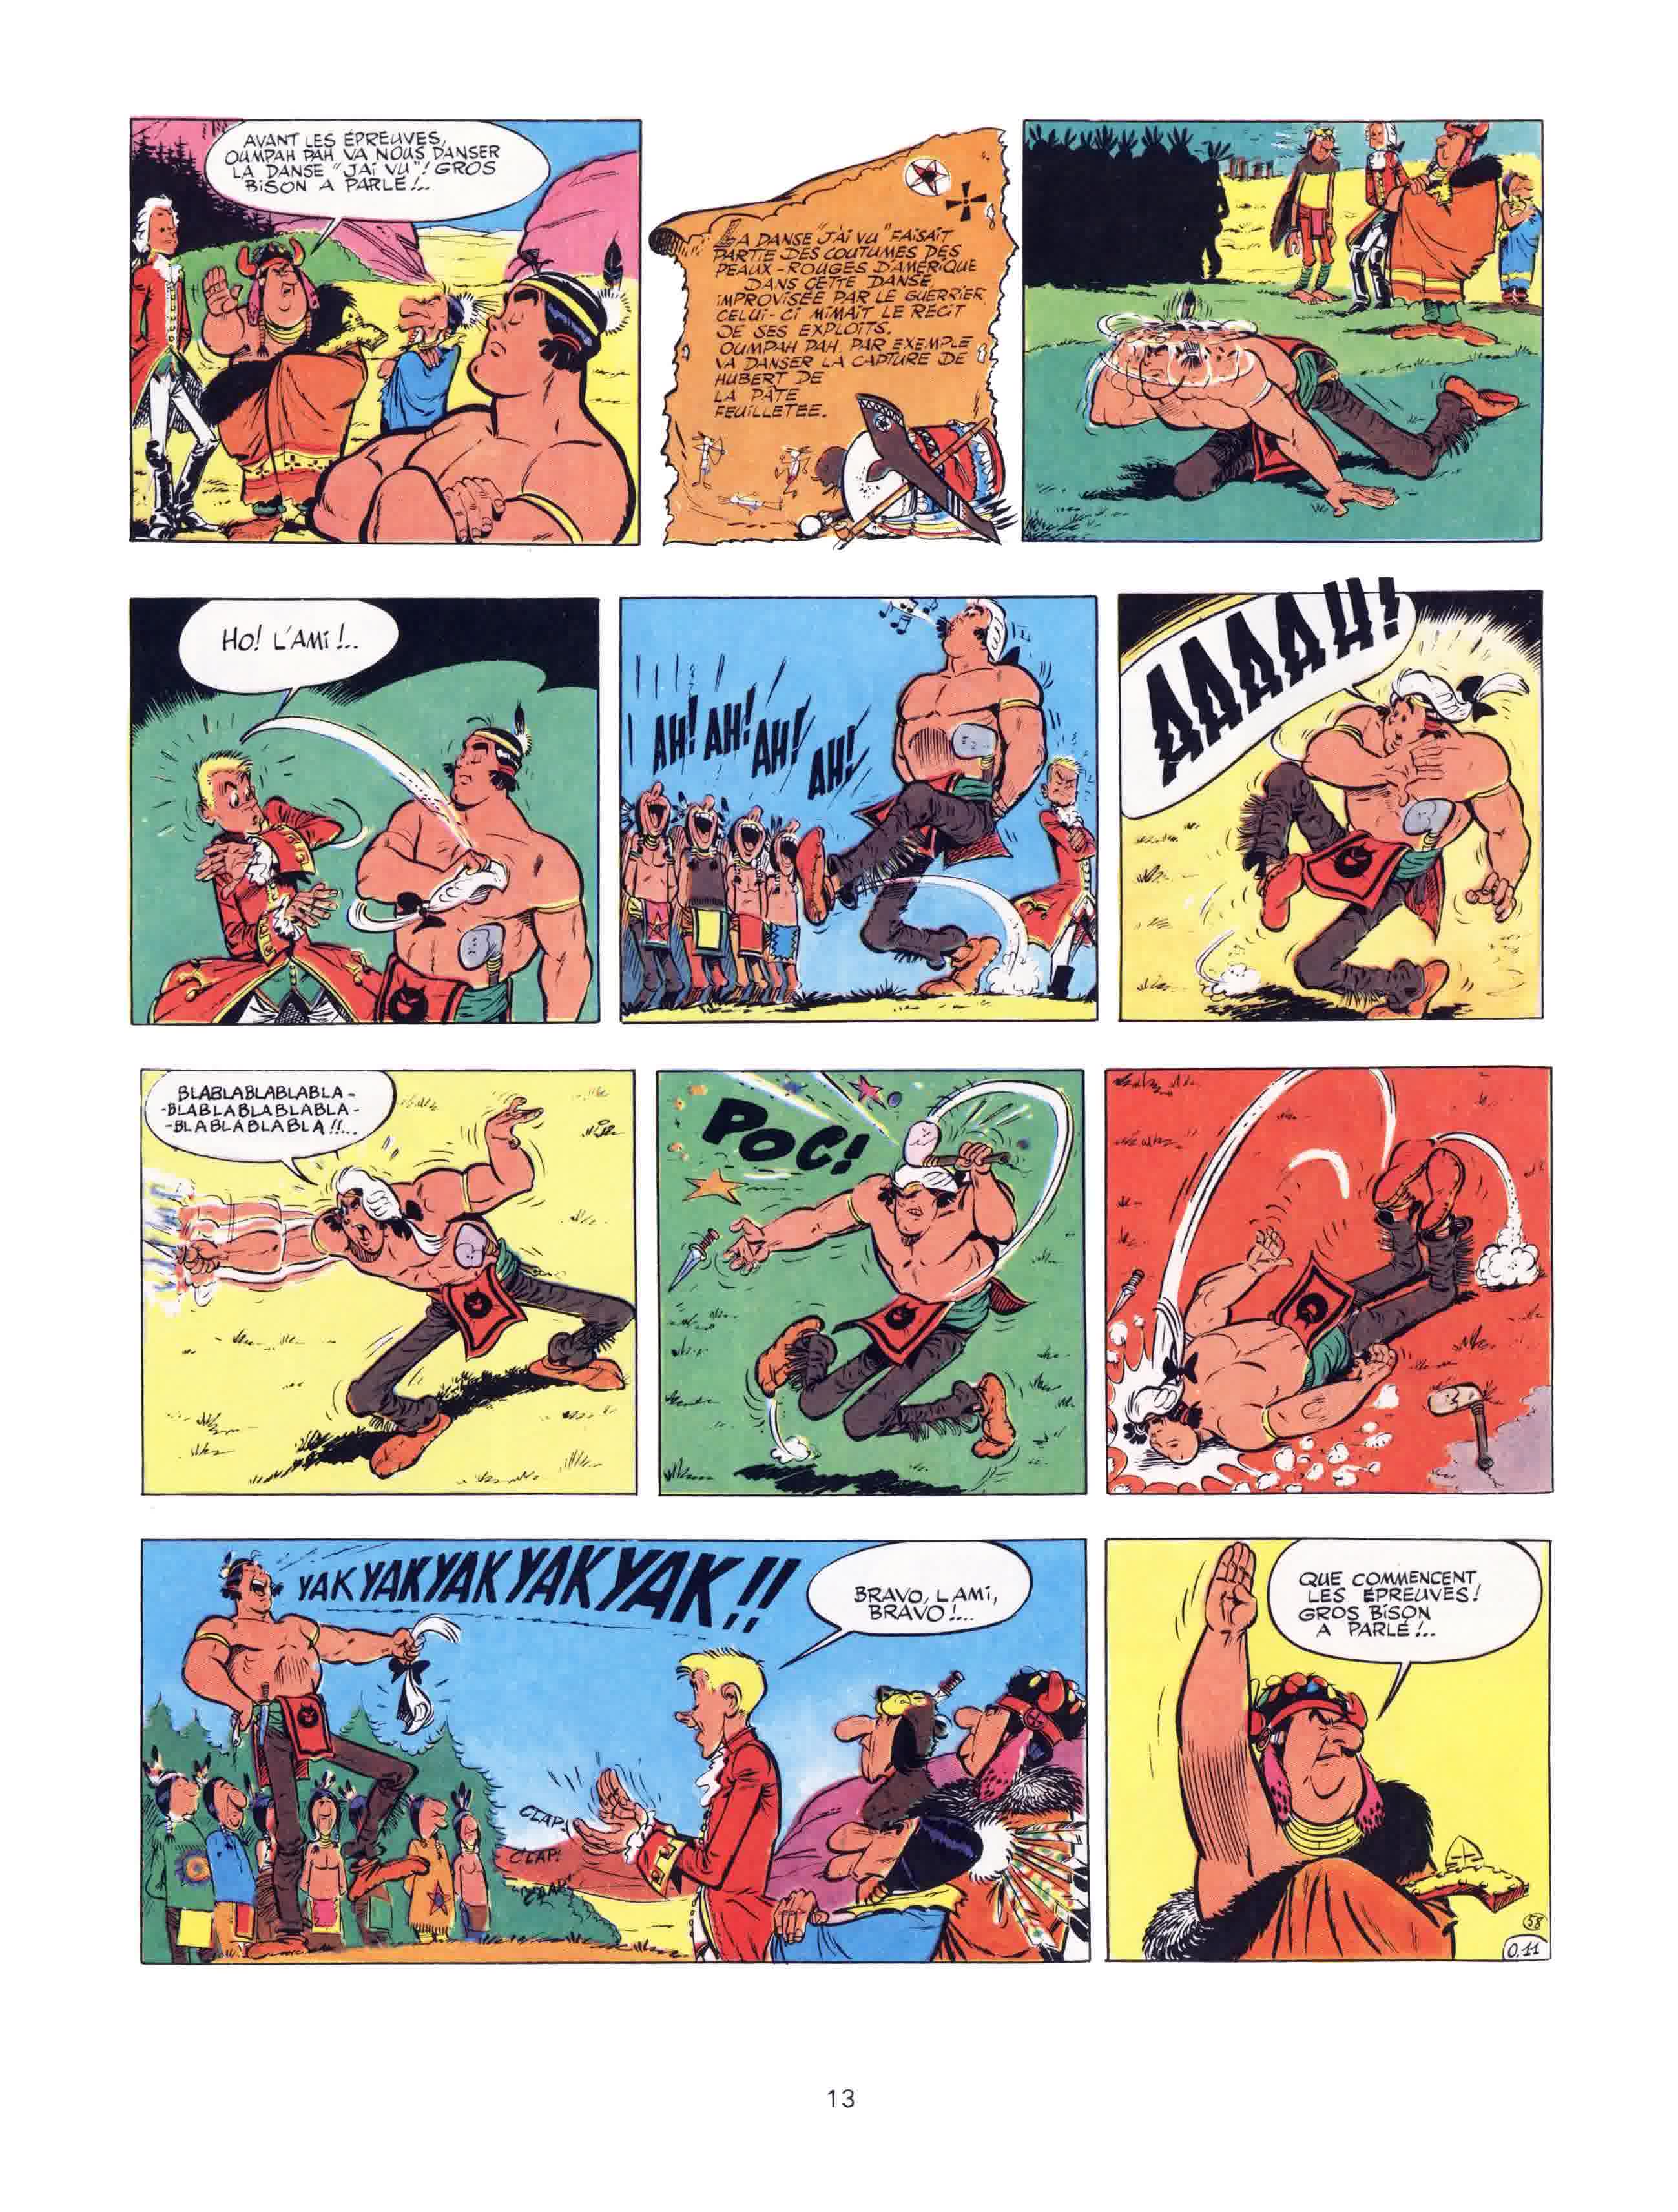 AVANT LES ÉPREUVES,
OUMPAH PAH VA NOUS DANSER
LA DANSE "J'AI VU"! GROS
BISON A PARLÉ!..
LA DANSE "J'AI VU" FAISAIT
PARTIE DES COUTUMES DES
PEAUX-ROUGES D'AMÉRIQUE
DANS CETTE DANSE,
IMPROVISÉE PAR LE GUERRIER,
CELUI-CI MIMAIT LE RÉCIT
DE SES EXPLOITS.
OUMPAH PAH, PAR EXEMPLE
VA DANSER LA CAPTURE DE
HUBERT DE
LA PÂTE
FEUILLETÉE.
HO! L'AMI!..
AH! AH! AH! AH!
AAAAH!
BLABLABLABLABLA-
-BLABLABLABLABLA-
-BLABLABLABLA!!...
POC!
YAKYAKYAKYAKYAK!!
BRAVO, L'AMI,
BRAVO!...
CLAP!
CLAP!
CLAP!
QUE COMMENCENT
LES ÉPREUVES!
GROS BISON
A PARLÉ!..
58
O.11
13